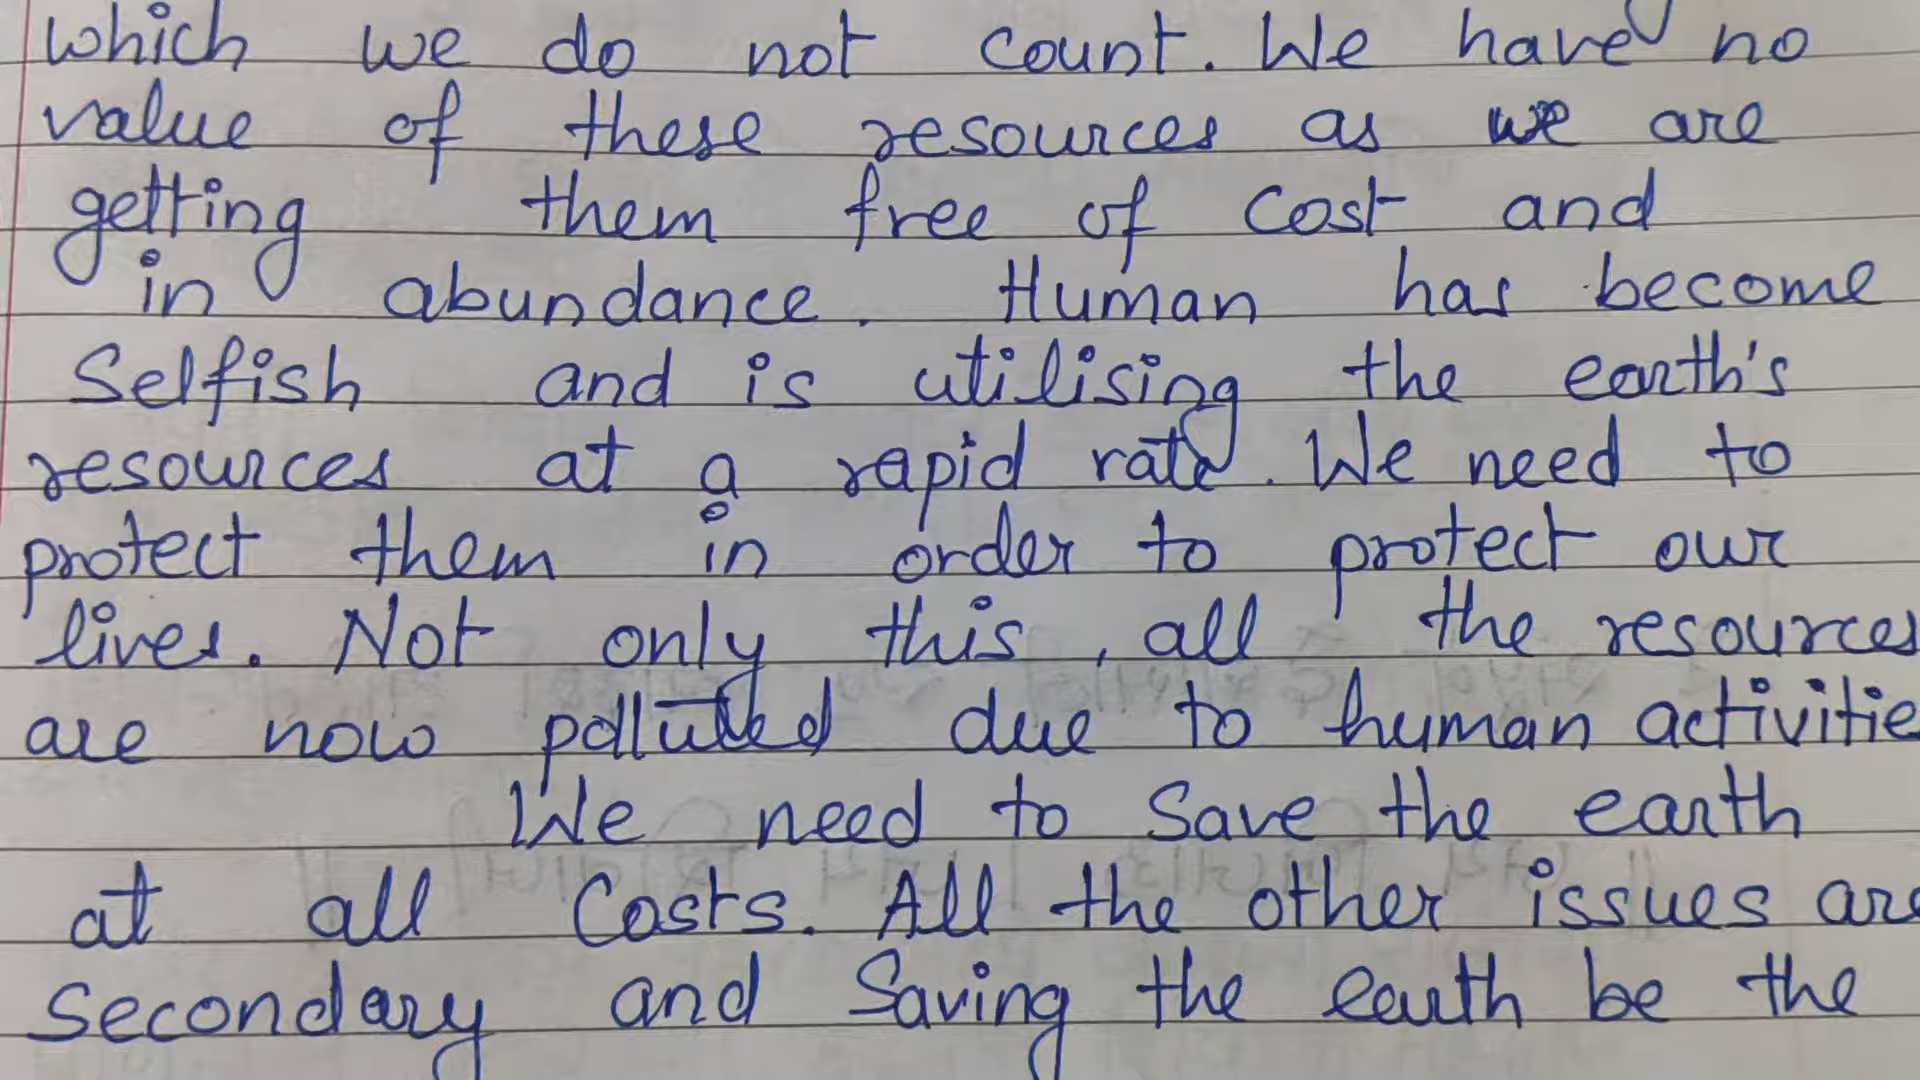 which we do not count. We have no
value of these resources as we are
getting them free of cost and
in abundance. Human has become
Selfish and is utilising the earth's
resources at a rapid rate. We need to
protect them in order to protect our
lives. Not only this, all the resources
are now polluted due to human activitie
We need to save the earth
at all Costs. All the other issues are
secondary and Saving the earth be the